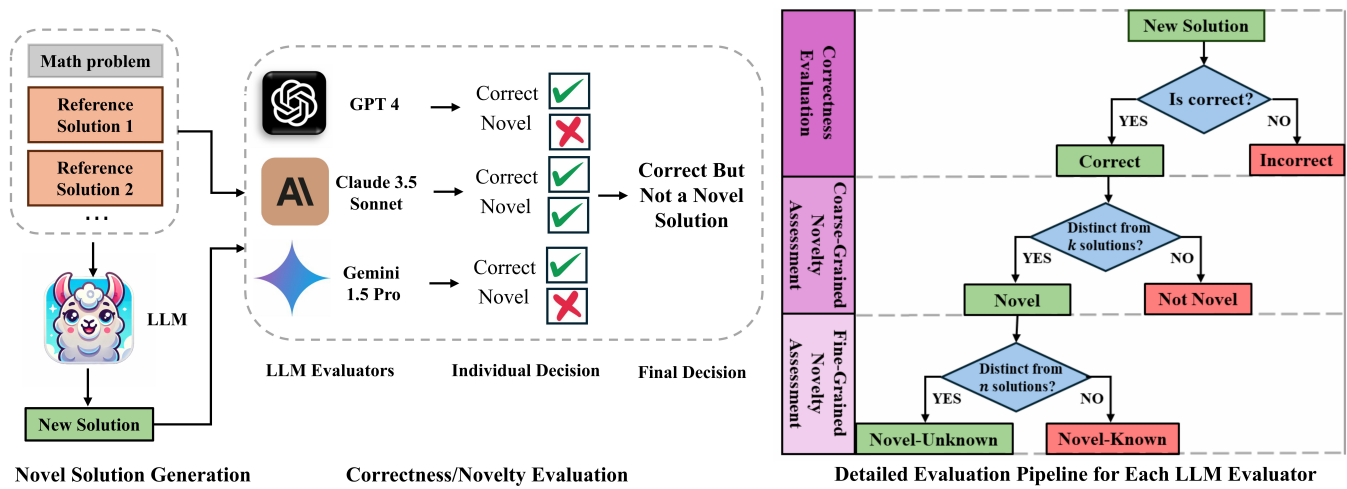 Math problem
Reference
Solution 1
Reference
Solution 2
...
LLM
New Solution
Novel Solution Generation
GPT 4
Correct
Novel
Claude 3.5
Sonnet
Correct
Novel
Gemini
1.5 Pro
Correct
Novel
Correct But
Not a Novel
Solution
LLM Evaluators
Individual Decision
Final Decision
Correctness/Novelty Evaluation
Correctness
Evaluation
New Solution
Is correct?
YES
NO
Correct
Incorrect
Coarse-Grained
Novelty
Assessment
Distinct from
k solutions?
YES
NO
Novel
Not Novel
Fine-Grained
Novelty
Assessment
Distinct from
n solutions?
YES
NO
Novel-Unknown
Novel-Known
Detailed Evaluation Pipeline for Each LLM Evaluator